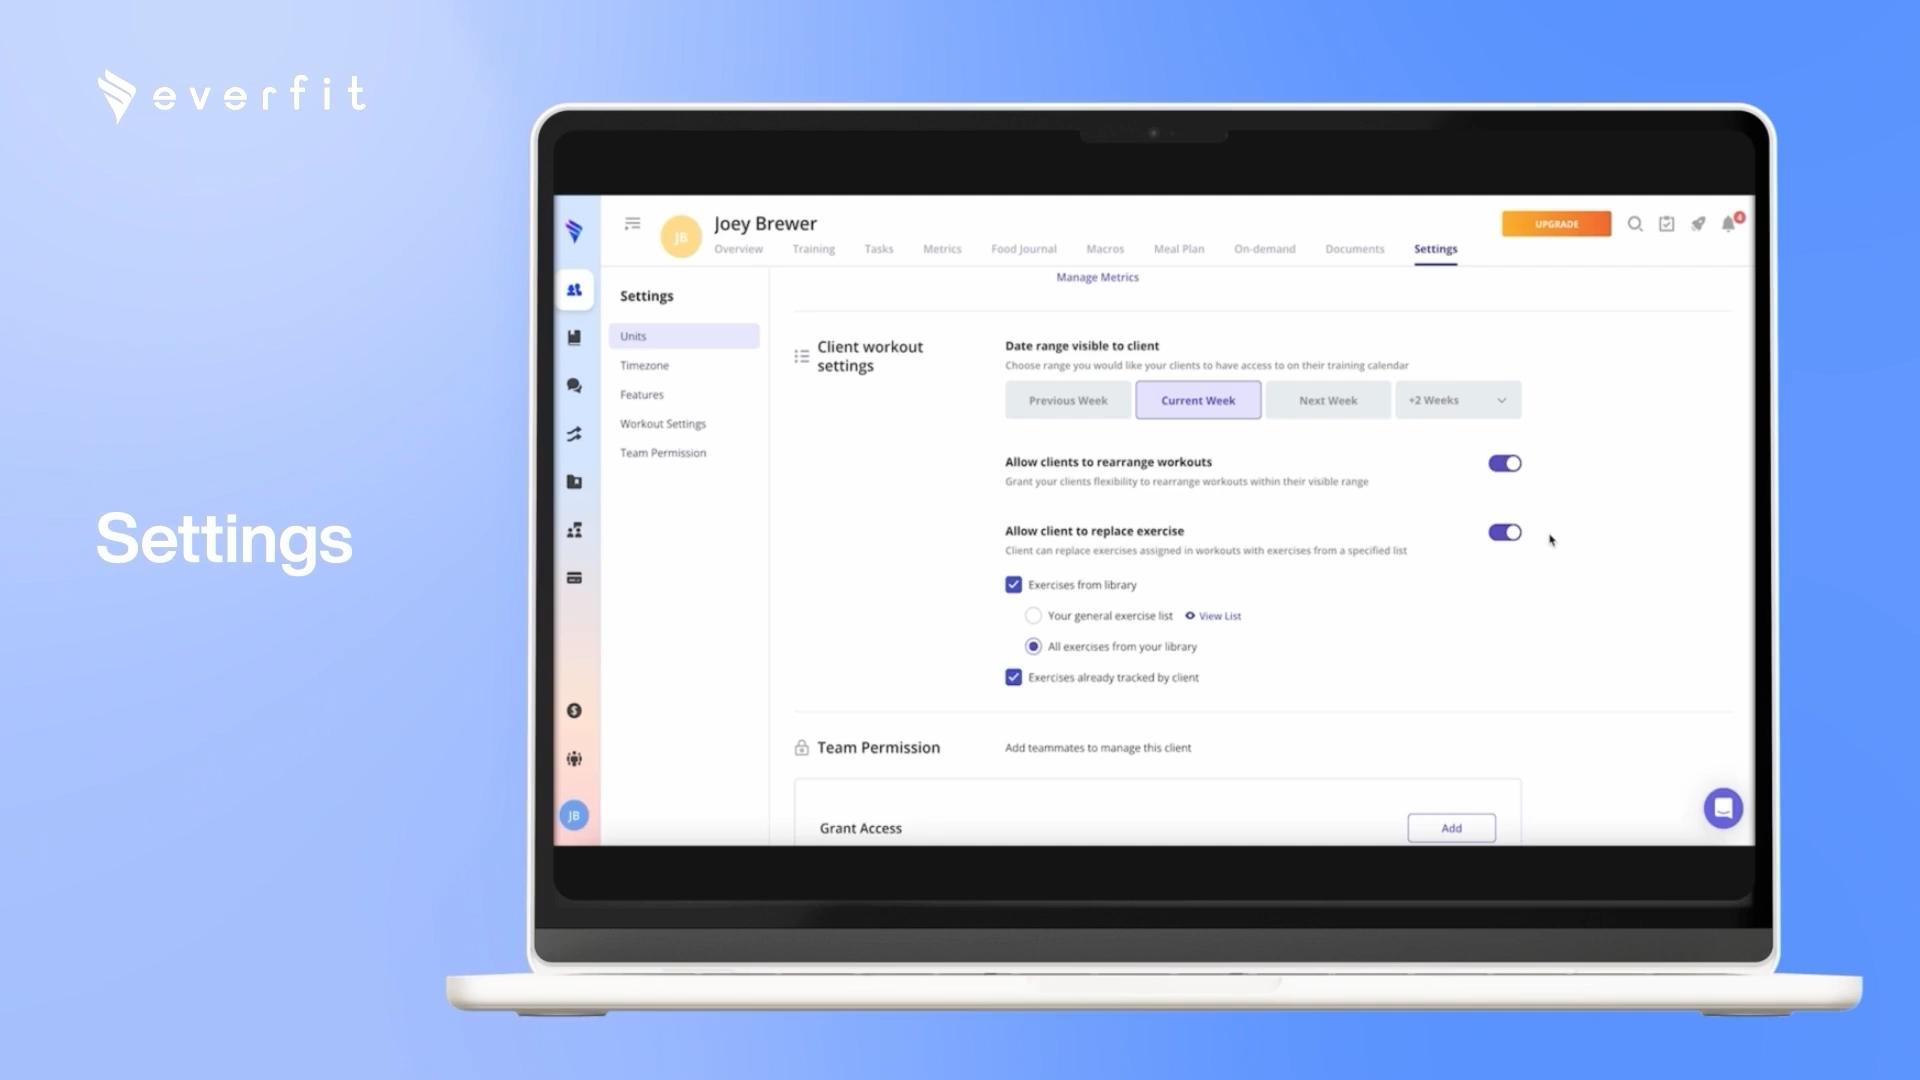 everfit
Settings
Joey Brewer
JB
UPGRADE
4
Overview Training Tasks Metrics Food Journal Macros Meal Plan On-demand Documents Settings
Settings
Units
Timezone
Features
Workout Settings
Team Permission
Manage Metrics
Client workout
settings
Date range visible to client
Choose range you would like your clients to have access to on their training calendar
Previous Week Current Week Next Week +2 Weeks
Allow clients to rearrange workouts
Grant your clients flexibility to rearrange workouts within their visible range
Allow client to replace exercise
Client can replace exercises assigned in workouts with exercises from a specified list
Exercises from library
Your general exercise list View List
All exercises from your library
Exercises already tracked by client
Team Permission
Add teammates to manage this client
Grant Access
Add
JB